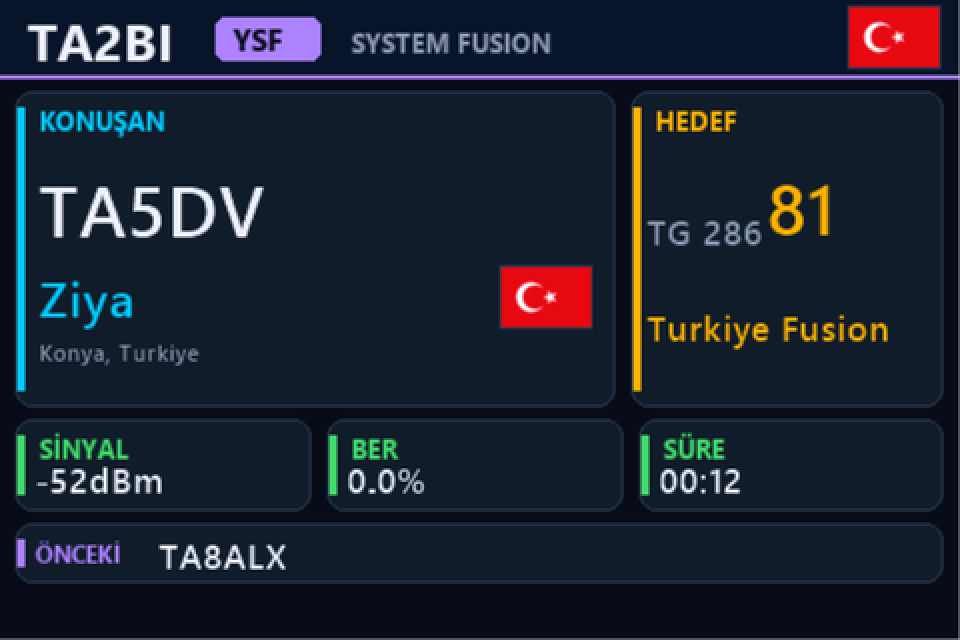 TA2BI YSF SYSTEM FUSION
KONUŞAN
TA5DV
Ziya
Konya, Turkiye
HEDEF
TG 286 81
Turkiye Fusion
SİNYAL
-52dBm
BER
0.0%
SÜRE
00:12
ÖNCEKİ TA8ALX